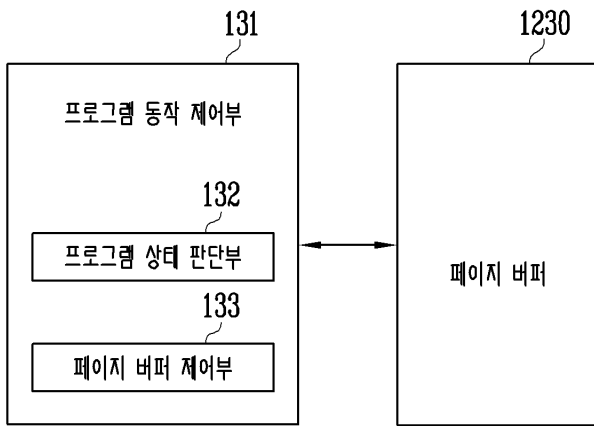 131
프로그램 동작 제어부
132
프로그램 상태 판단부
133
페이지 버퍼 제어부
1230
페이지 버퍼